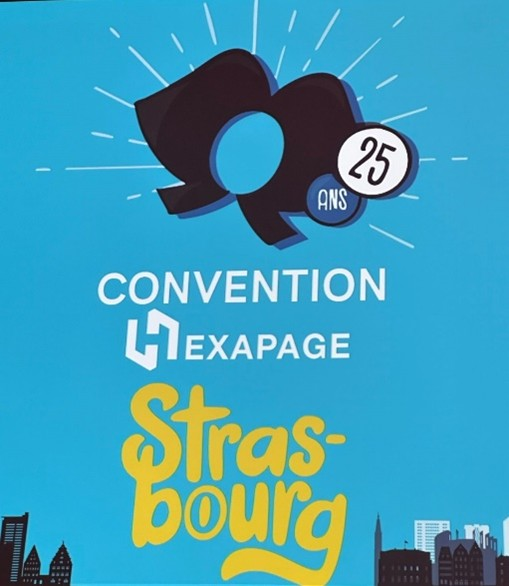 25
ANS
CONVENTION
HEXAPAGE
Stras-
bourg